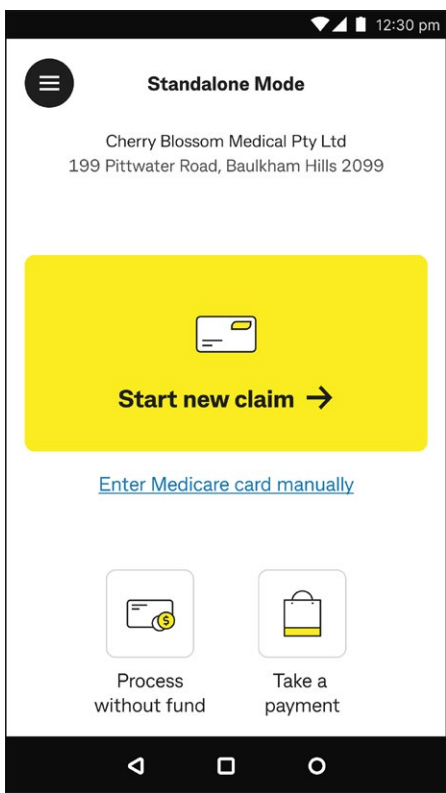 12:30 pm
Standalone Mode
Cherry Blossom Medical Pty Ltd
199 Pittwater Road, Baulkham Hills 2099
Start new claim →
Enter Medicare card manually
Process
without fund
Take a
payment